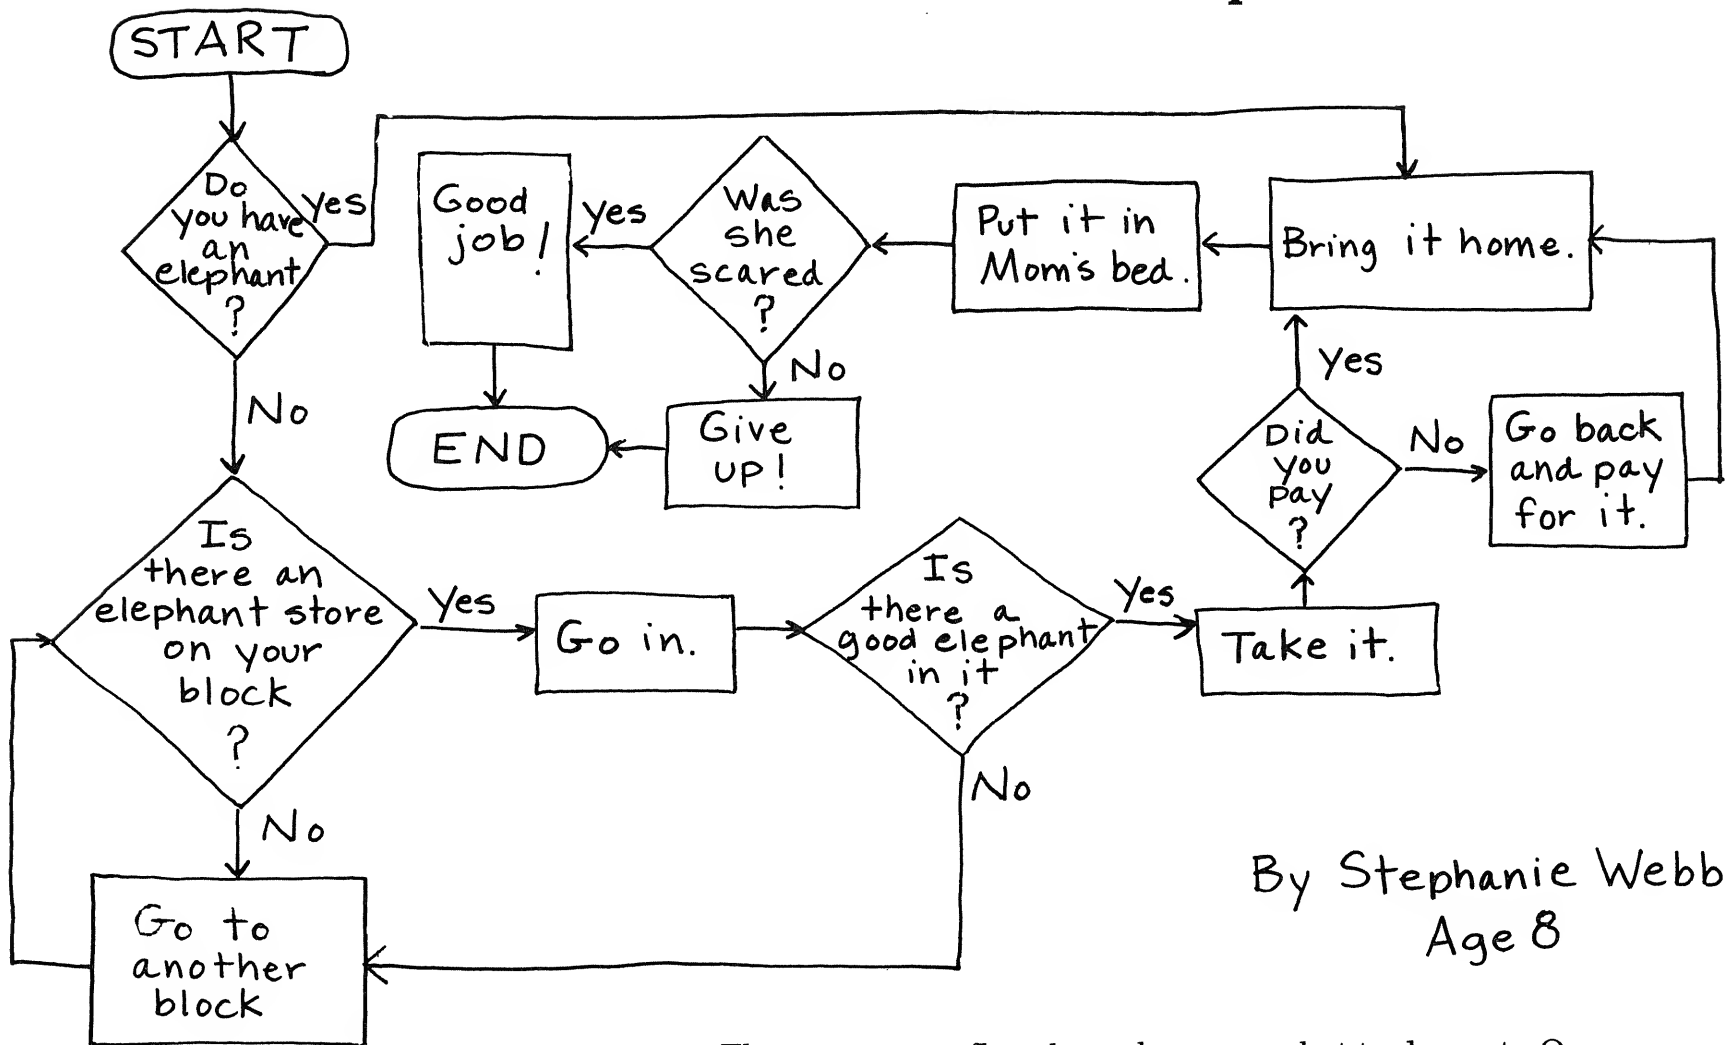 START
Do
you have
an
elephant
?
Yes
No
Good
job!
Yes
Was
she
scared
?
No
Put it in
Mom's bed.
Bring it home.
END
Give
up!
Yes
Did
you
pay
?
No
Go back
and pay
for it.
Is
there an
elephant store
on your
block
?
Yes
Go in.
Is
there a
good elephant
in it
?
Yes
Take it.
No
No
Go to
another
block
By Stephanie Webb
Age 8